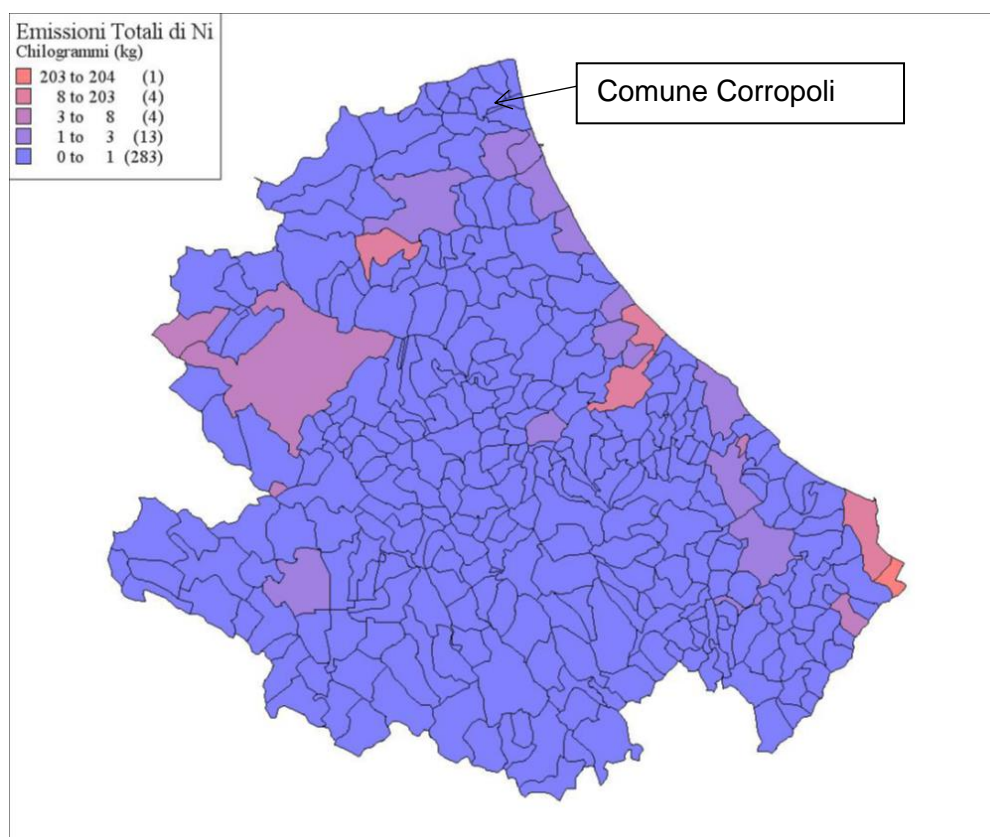 Emissioni Totali di Ni
Chilogrammi (kg)
203 to 204 (1)
8 to 203 (4)
3 to 8 (4)
1 to 3 (13)
0 to 1 (283)
Comune Corropoli